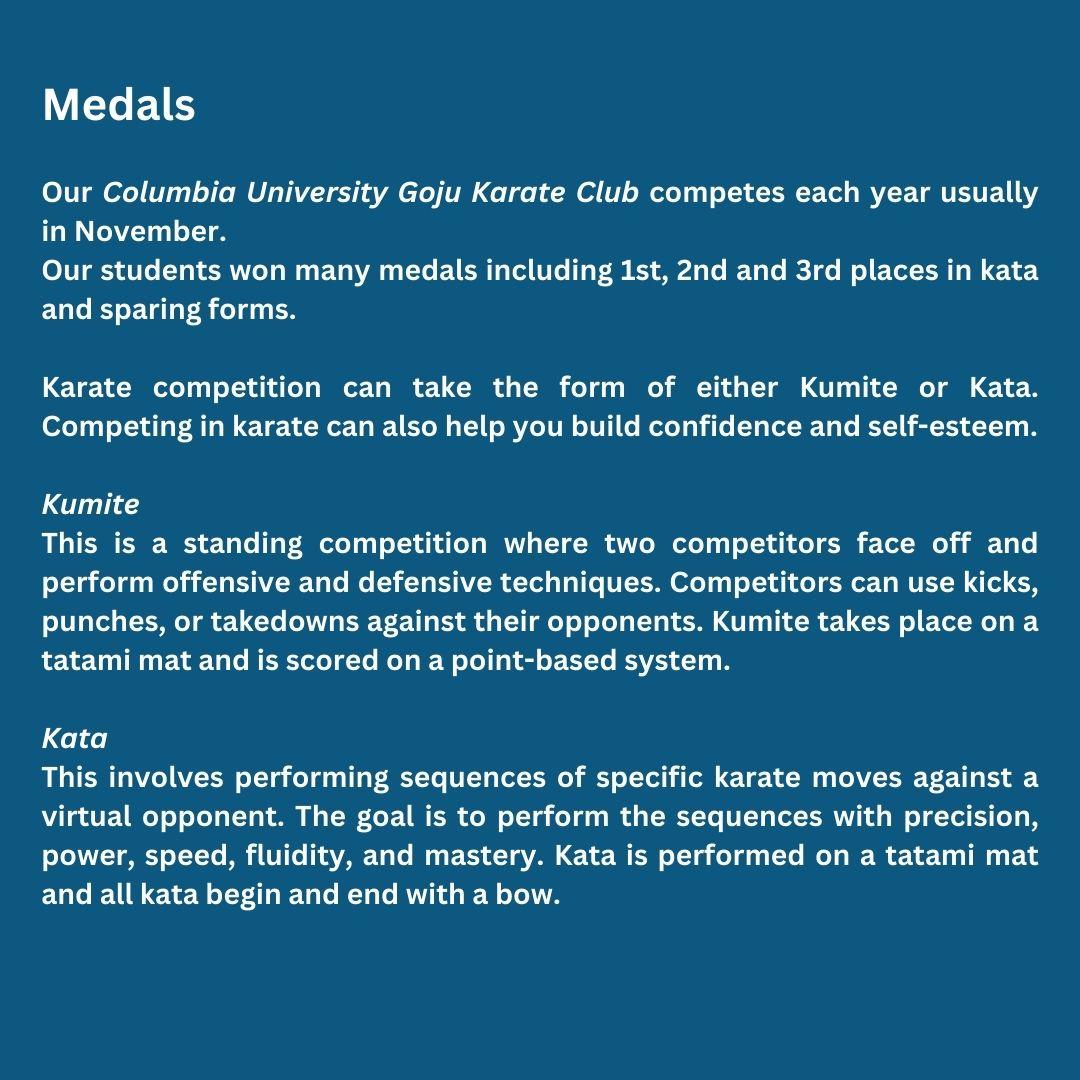 Medals
Our Columbia University Goju Karate Club competes each year usually
in November.
Our students won many medals including 1st, 2nd and 3rd places in kata
and sparing forms.
Karate competition can take the form of either Kumite or Kata.
Competing in karate can also help you build confidence and self-esteem.
Kumite
This is a standing competition where two competitors face off and
perform offensive and defensive techniques. Competitors can use kicks,
punches, or takedowns against their opponents. Kumite takes place on a
tatami mat and is scored on a point-based system.
Kata
This involves performing sequences of specific karate moves against a
virtual opponent. The goal is to perform the sequences with precision,
power, speed, fluidity, and mastery. Kata is performed on a tatami mat
and all kata begin and end with a bow.